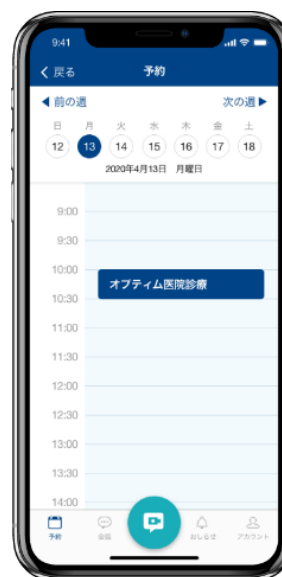 9:41
戻る 予約
前の週 次の週
日 月 火 水 木 金 土
12 13 14 15 16 17 18
2020年4月13日 月曜日
9:00
9:30
10:00
オプティム医院診療
10:30
11:00
11:30
12:00
12:30
13:00
13:30
14:00
予約 会話 おしらせ アカウント